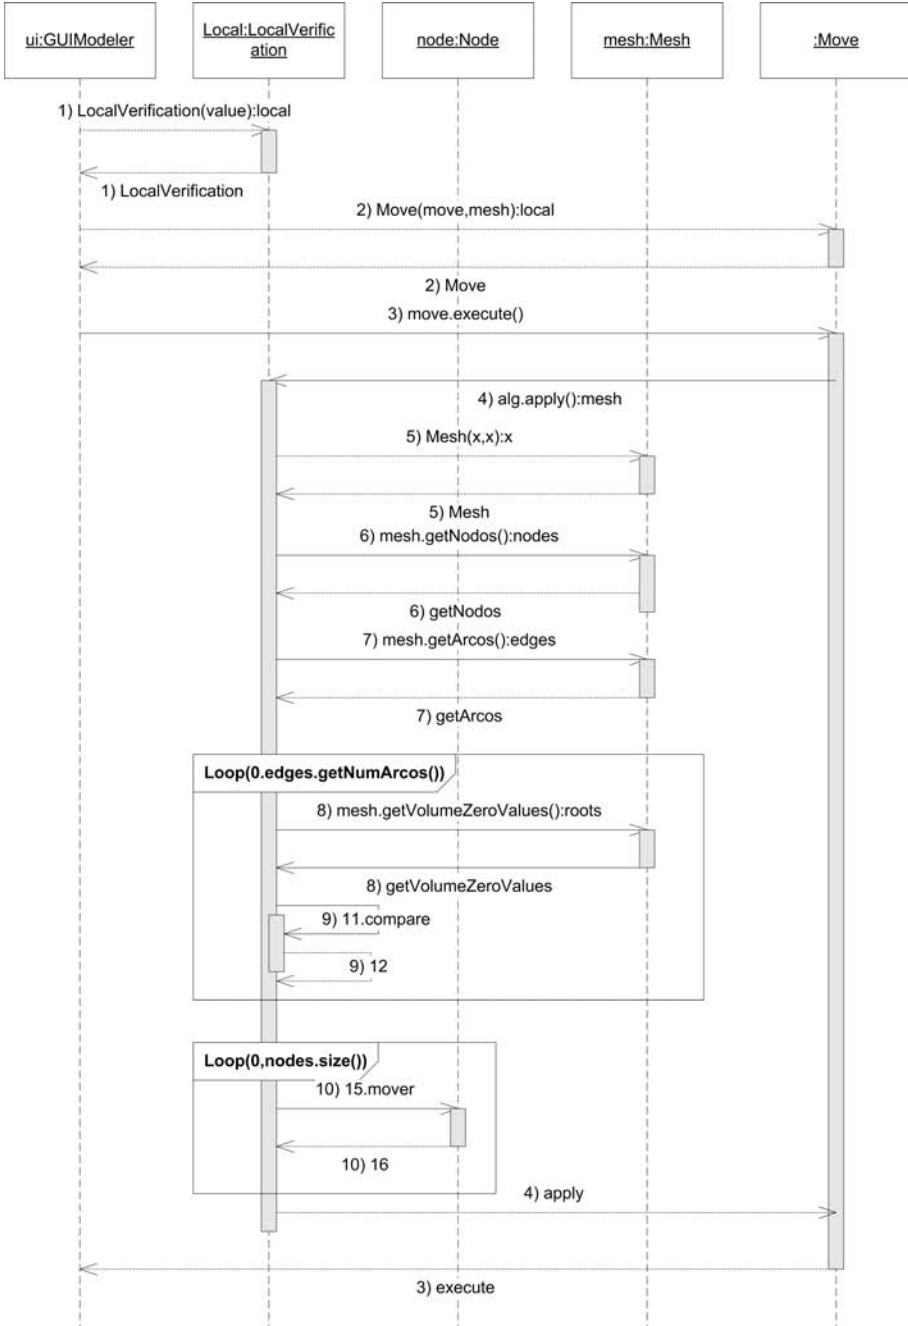 ui:GUIModeler
Local:LocalVerific
ation
node:Node
mesh:Mesh
:Move
1) LocalVerification(value):local
1) LocalVerification
2) Move(move,mesh):local
2) Move
3) move.execute()
4) alg.apply():mesh
5) Mesh(x,x):x
5) Mesh
6) mesh.getNodos():nodes
6) getNodos
7) mesh.getArcos():edges
7) getArcos
Loop(0.edges.getNumArcos())
8) mesh.getVolumeZeroValues():roots
8) getVolumeZeroValues
9) 11.compare
9) 12
Loop(0,nodes.size())
10) 15.mover
10) 16
4) apply
3) execute